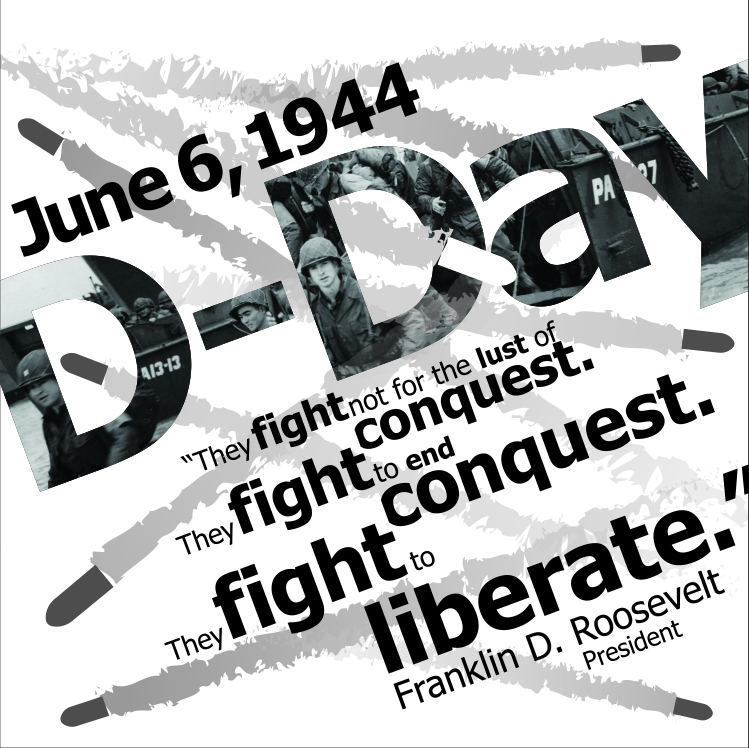 June 6, 1944
D-Day
PA 27
A13-13
“They fight not for the lust of
conquest.
They fight to end
conquest.
They fight to
liberate.”
Franklin D. Roosevelt
President